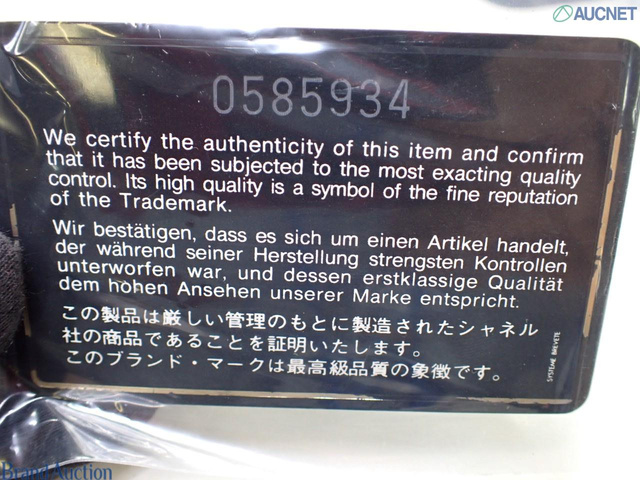 AUCNET
0585934
We certify the authenticity of this item and confirm
that it has been subjected to the most exacting quality
control. Its high quality is a symbol of the fine reputation
of the Trademark.
Wir bestätigen, dass es sich um einen Artikel handelt,
der während seiner Herstellung strengsten Kontrollen
unterworfen war, und dessen erstklassige Qualität
dem hohen Ansehen unserer Marke entspricht.
この製品は厳しい管理のもとに製造されたシャネル
社の商品であることを証明いたします。
このブランド・マークは最高級品質の象徴です。
SYSTEME BREVETE
Brand Auction